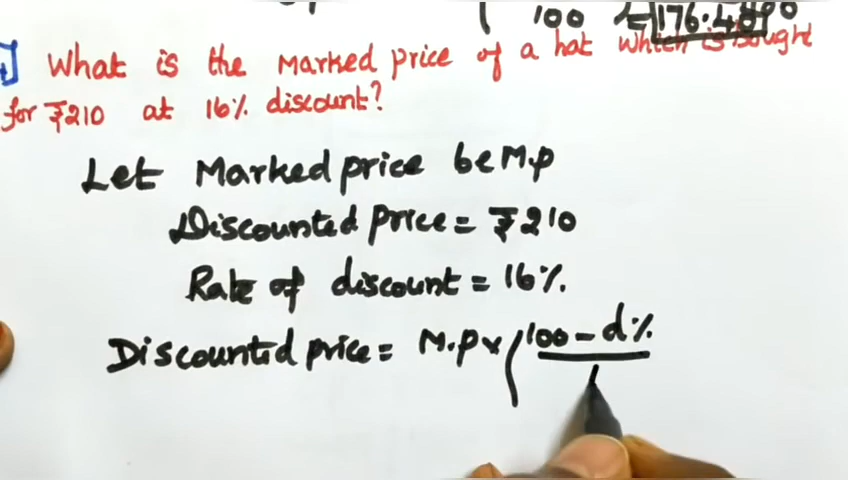 100 = 176.40
What is the Marked price of a hat which is bought
for ₹210 at 16% discount?
Let Marked price be M.p
Discounted price = ₹210
Rate of discount = 16%.
Discounted price = M.p x (100 - d%